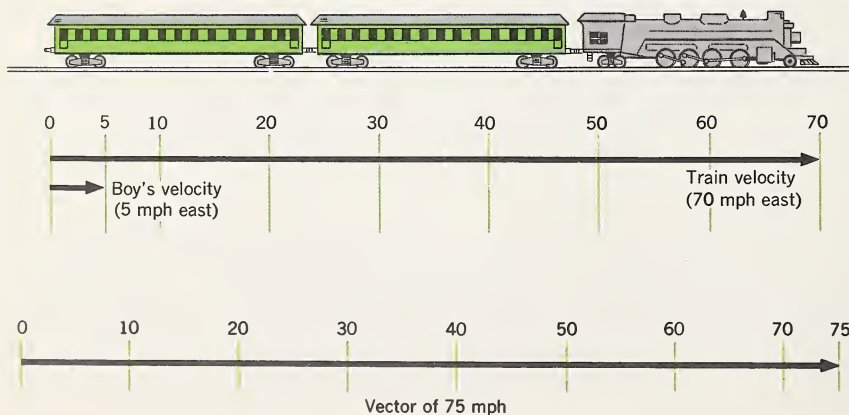 0 5 10 20 30 40 50 60 70
Boy's velocity
(5 mph east)
Train velocity
(70 mph east)
0 10 20 30 40 50 60 70 75
Vector of 75 mph